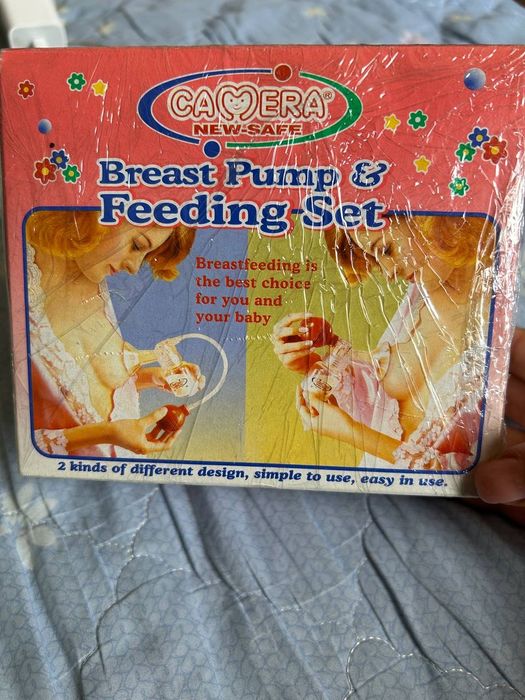 CAMERA®
NEW-SAFE
Breast Pump &
Feeding-Set
Breastfeeding is
the best choice
for you and
your baby
2 kinds of different design, simple to use, easy in use.